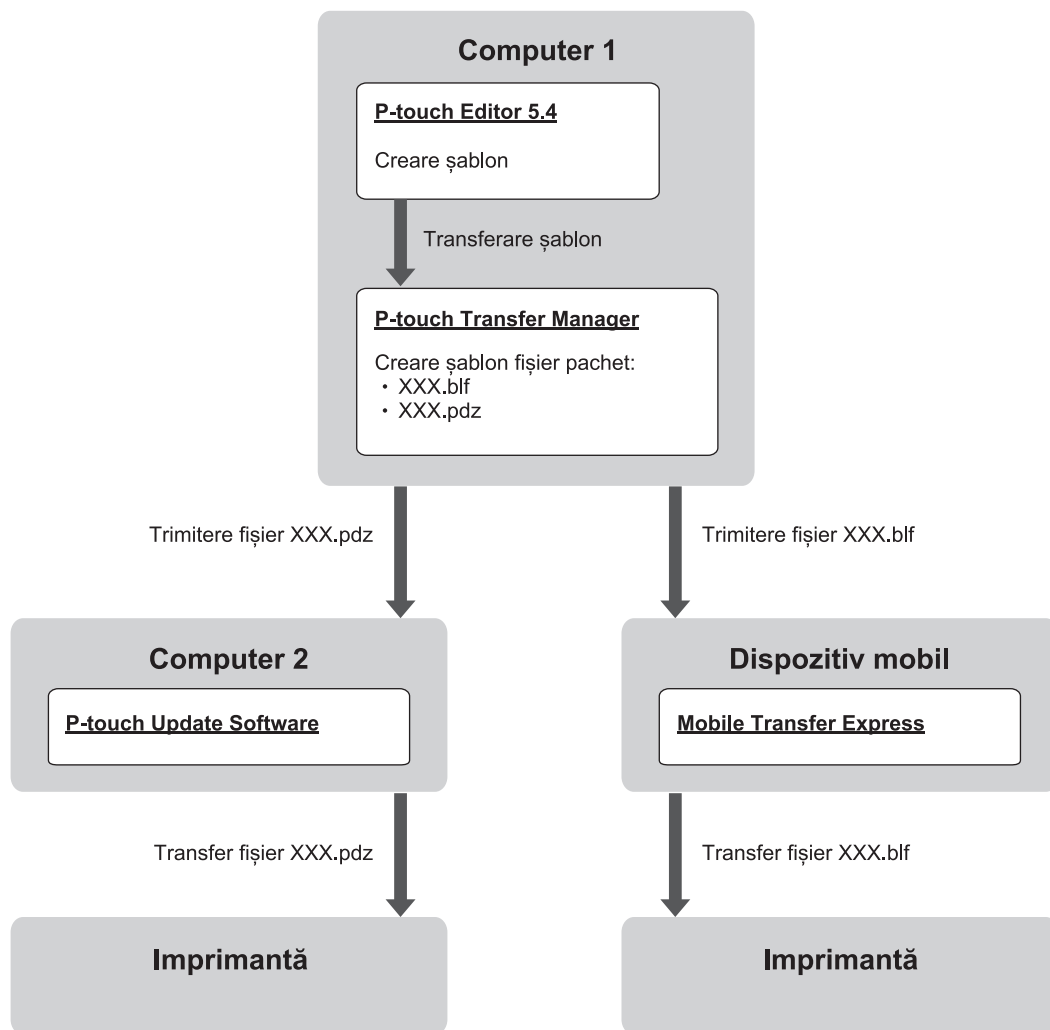 Computer 1
P-touch Editor 5.4
Creare șablon
Transferare șablon
P-touch Transfer Manager
Creare șablon fișier pachet:
• XXX.blf
• XXX.pdz
Trimitere fișier XXX.pdz
Trimitere fișier XXX.blf
Computer 2
P-touch Update Software
Dispozitiv mobil
Mobile Transfer Express
Transfer fișier XXX.pdz
Transfer fișier XXX.blf
Imprimantă
Imprimantă